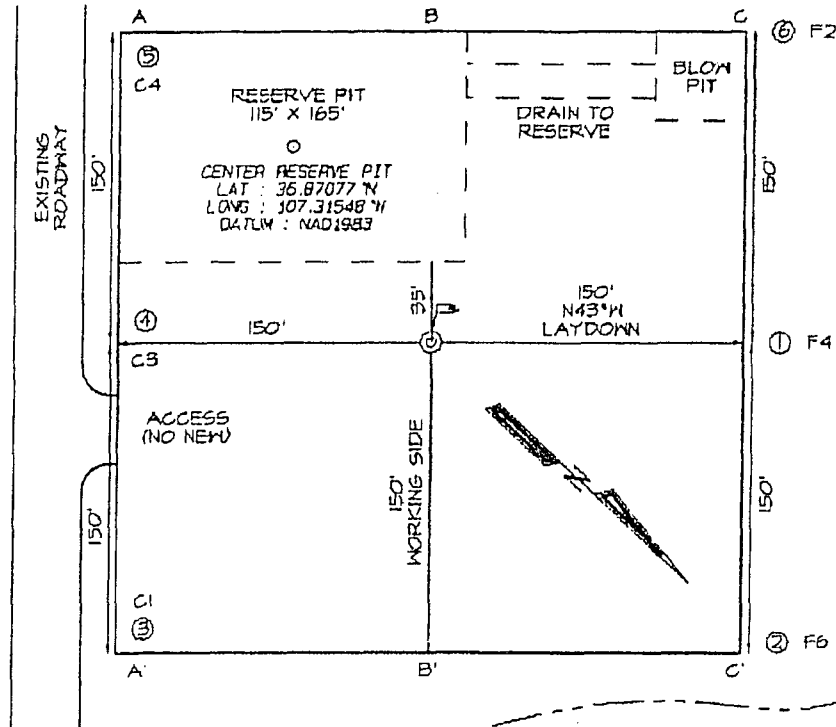 A
B
C
⑥ F2
⑤
C4
BLOW
PIT
RESERVE PIT
115' X 165'
DRAIN TO
RESERVE
EXISTING
ROADWAY
150'
150'
CENTER RESERVE PIT
LAT : 36.87077 °N
LONG : 107.31548 °W
DATUM : NAD1983
35'
④
150'
150'
N43°W
LAYDOWN
① F4
C3
ACCESS
(NO NEW)
150'
150'
WORKING SIDE
150'
C1
③
② F6
A'
B'
C'